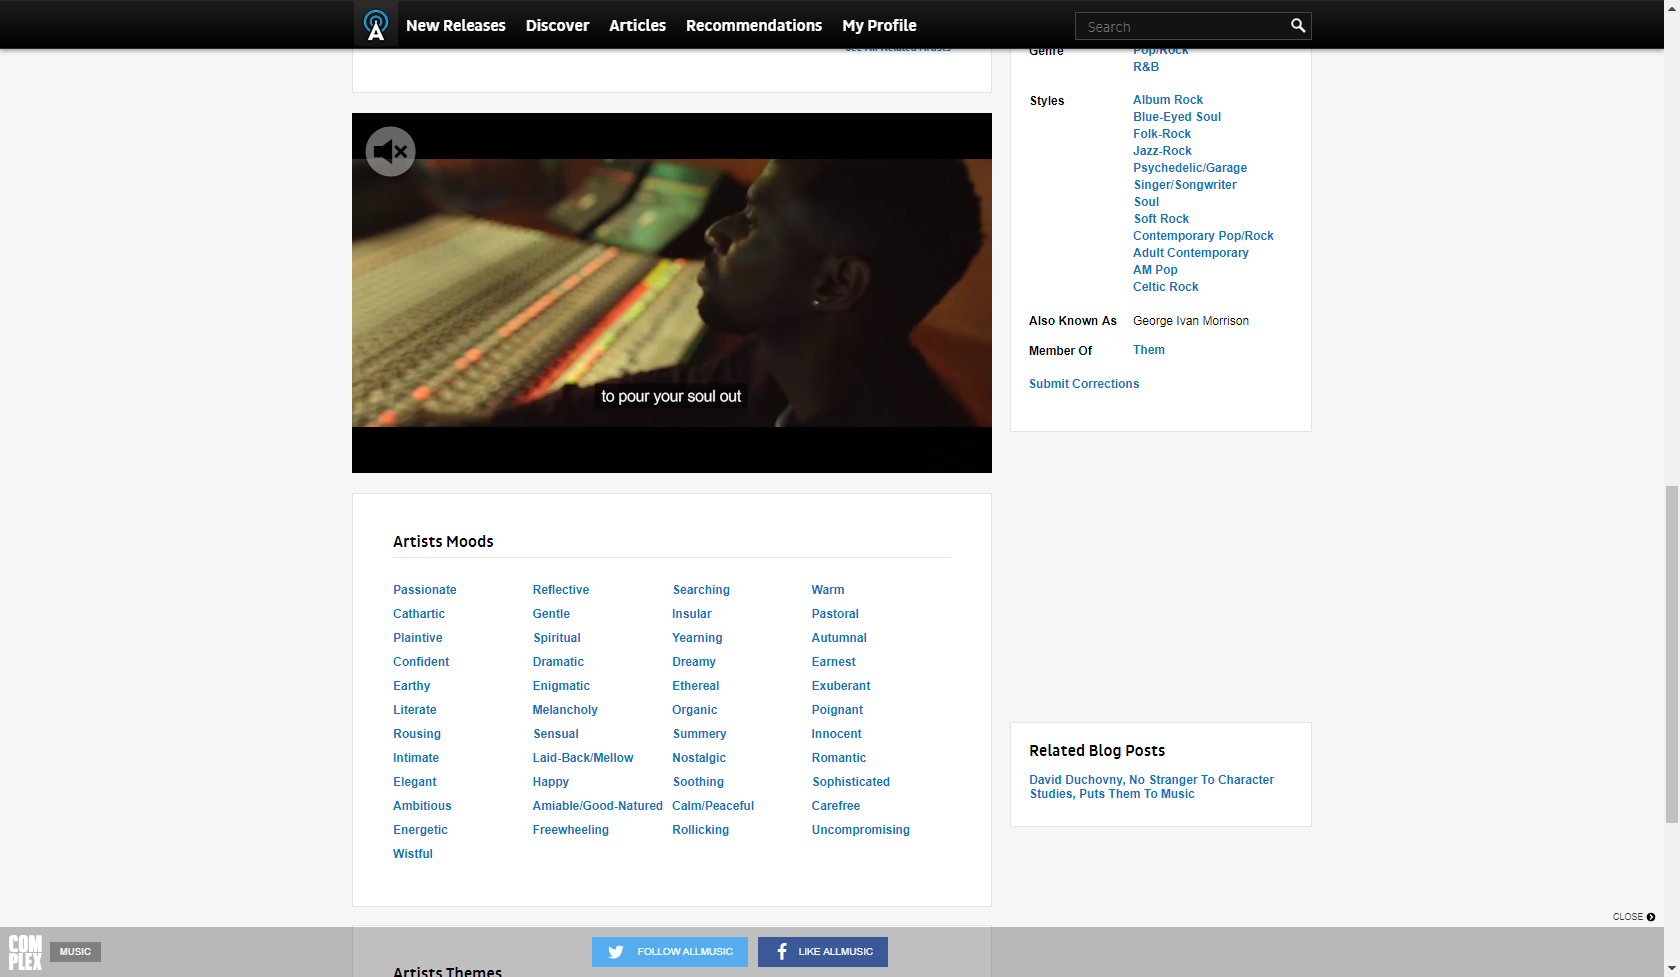 New Releases
Discover
Articles
Recommendations
My Profile
Search
See All Related Artists
Genre
Pop/Rock
R&B
Styles
Album Rock
Blue-Eyed Soul
Folk-Rock
Jazz-Rock
Psychedelic/Garage
Singer/Songwriter
Soul
Soft Rock
Contemporary Pop/Rock
Adult Contemporary
AM Pop
Celtic Rock
Also Known As
George Ivan Morrison
Member Of
Them
Submit Corrections
to pour your soul out
Artists Moods
Passionate Reflective Searching Warm
Cathartic Gentle Insular Pastoral
Plaintive Spiritual Yearning Autumnal
Confident Dramatic Dreamy Earnest
Earthy Enigmatic Ethereal Exuberant
Literate Melancholy Organic Poignant
Rousing Sensual Summery Innocent
Intimate Laid-Back/Mellow Nostalgic Romantic
Elegant Happy Soothing Sophisticated
Ambitious Amiable/Good-Natured Calm/Peaceful Carefree
Energetic Freewheeling Rollicking Uncompromising
Wistful
Related Blog Posts
David Duchovny, No Stranger To Character
Studies, Puts Them To Music
CLOSE
COM
PLEX
MUSIC
FOLLOW ALLMUSIC
LIKE ALLMUSIC
Artists Themes